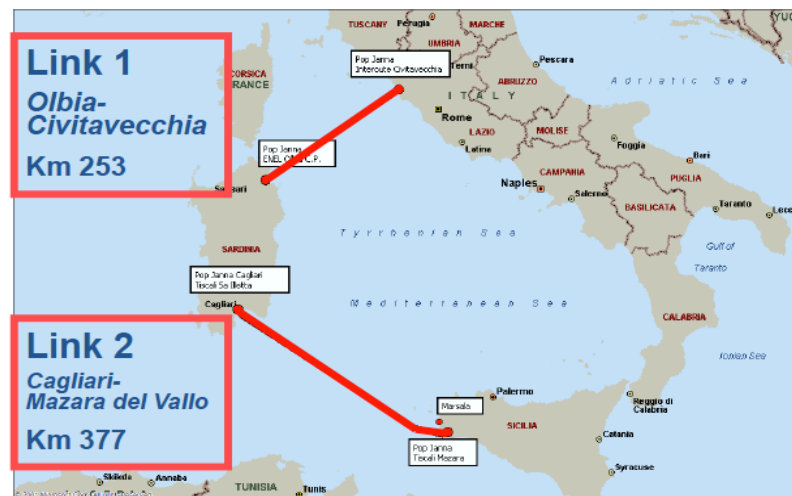 Link 1
Olbia-
Civitavecchia
Km 253
Link 2
Cagliari-
Mazara del Vallo
Km 377
TUSCANY
Perugia
MARCHE
UMBRIA
Terni
Pescara
Adriatic Sea
CORSICA
FRANCE
Pop Janna
Interoute Civitavecchia
ABRUZZO
ITALY
Rome
LAZIO
Latina
MOLISE
Foggia
Bari
CAMPANIA
PUGLIA
Naples
Salerno
BASILICATA
Taranto
Lecc
Gulf of
Taranto
Pop Janna
SARDINIA
Tyrrhenian Sea
Pop Janna Cagliari
Tiscali Sa Illetta
Cagliari
Mediterranean Sea
CALABRIA
Ionian Sea
Palermo
Marsala
Reggio di
Calabria
SICILIA
Pop Janna
Tiscali Mazara
Catania
Syracuse
Skikda
Annaba
TUNISIA
Tunis